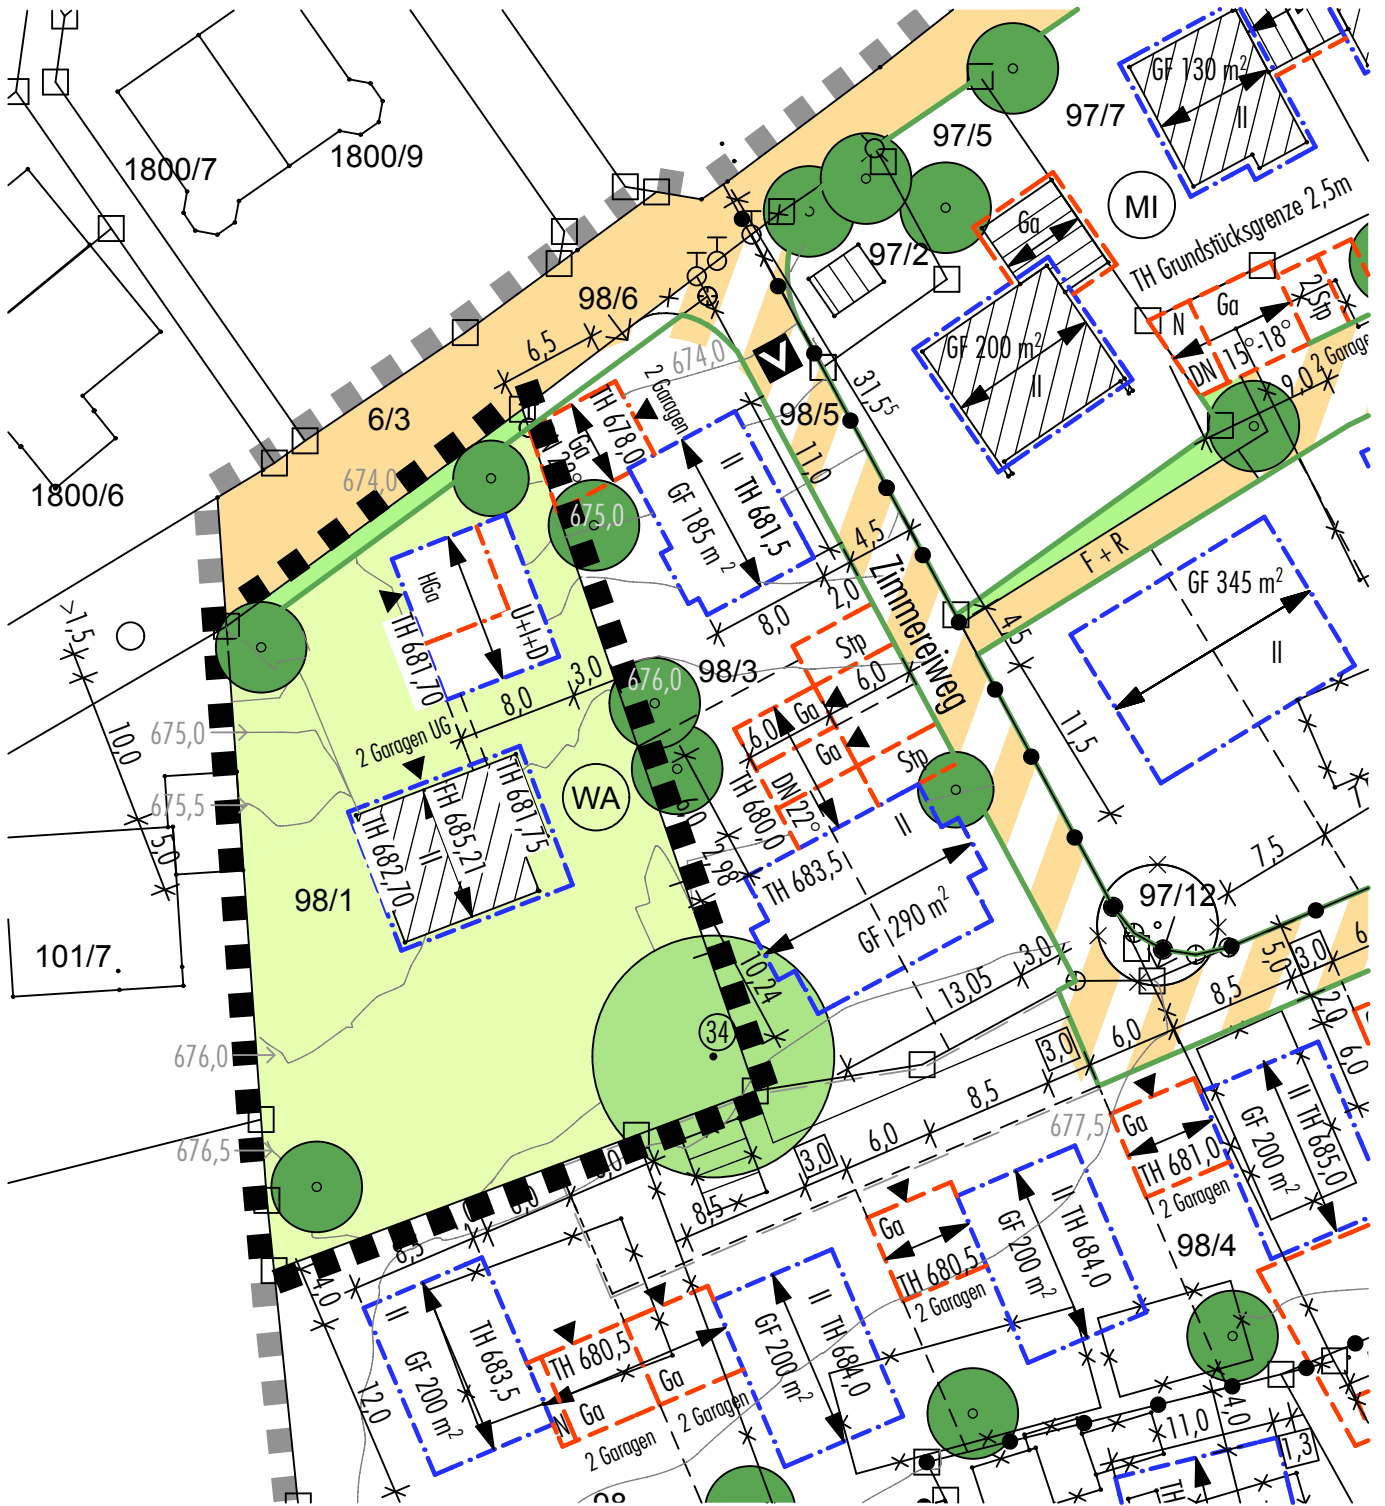 1800/7
1800/9
1800/6
6/3
98/6
6,5
674,0
674,0
97/5
97/7
97/2
MI
GF 130 m²
II
Ga
GF 200 m²
II
TH Grundstücksgrenze 2,5m
N
Ga
2 Stp
DN
15°-18°
2 Garage
9,0
98/5
31,5⁵
11,0
4,5
2,0
8,0
Zimmereiweg
F + R
GF 345 m²
II
4,5
11,5
7,5
97/12
2 Garagen
TH 678,0
Ga
675,0
II TH 681,5
GF 185 m²
HGa
U+I+D
TH 681,70
8,0
3,0
2 Garagen UG
676,0
98/3
Stp
6,0
Ga
6,0
Ga
Stp
DN 22°
TH 680,0
II
TH 683,5
GF 290 m²
WA
TH 682,70
FH 685,21
II
TH 681,75
98/1
>1,5
10,0
5,0
675,0
675,5
676,0
676,5
101/7
2,98
10,24
34
13,05
3,0
3,0
6,0
8,5
5,0
3,0
6
2,0
6,0
8,5
6,0
3,0
8,5
677,5
Ga
TH 681,0
2 Garagen
GF 200 m²
II TH 685,0
98/4
Ga
TH 680,5
2 Garagen
GF 200 m²
II TH 684,0
4,0
8,5
6,0
12,0
II
GF 200 m²
TH 683,5
TH 680,5
N
Ga
Ga
2 Garagen
2 Garagen
GF 200 m²
II TH 684,0
11,0
4,0
1,3
TH
98